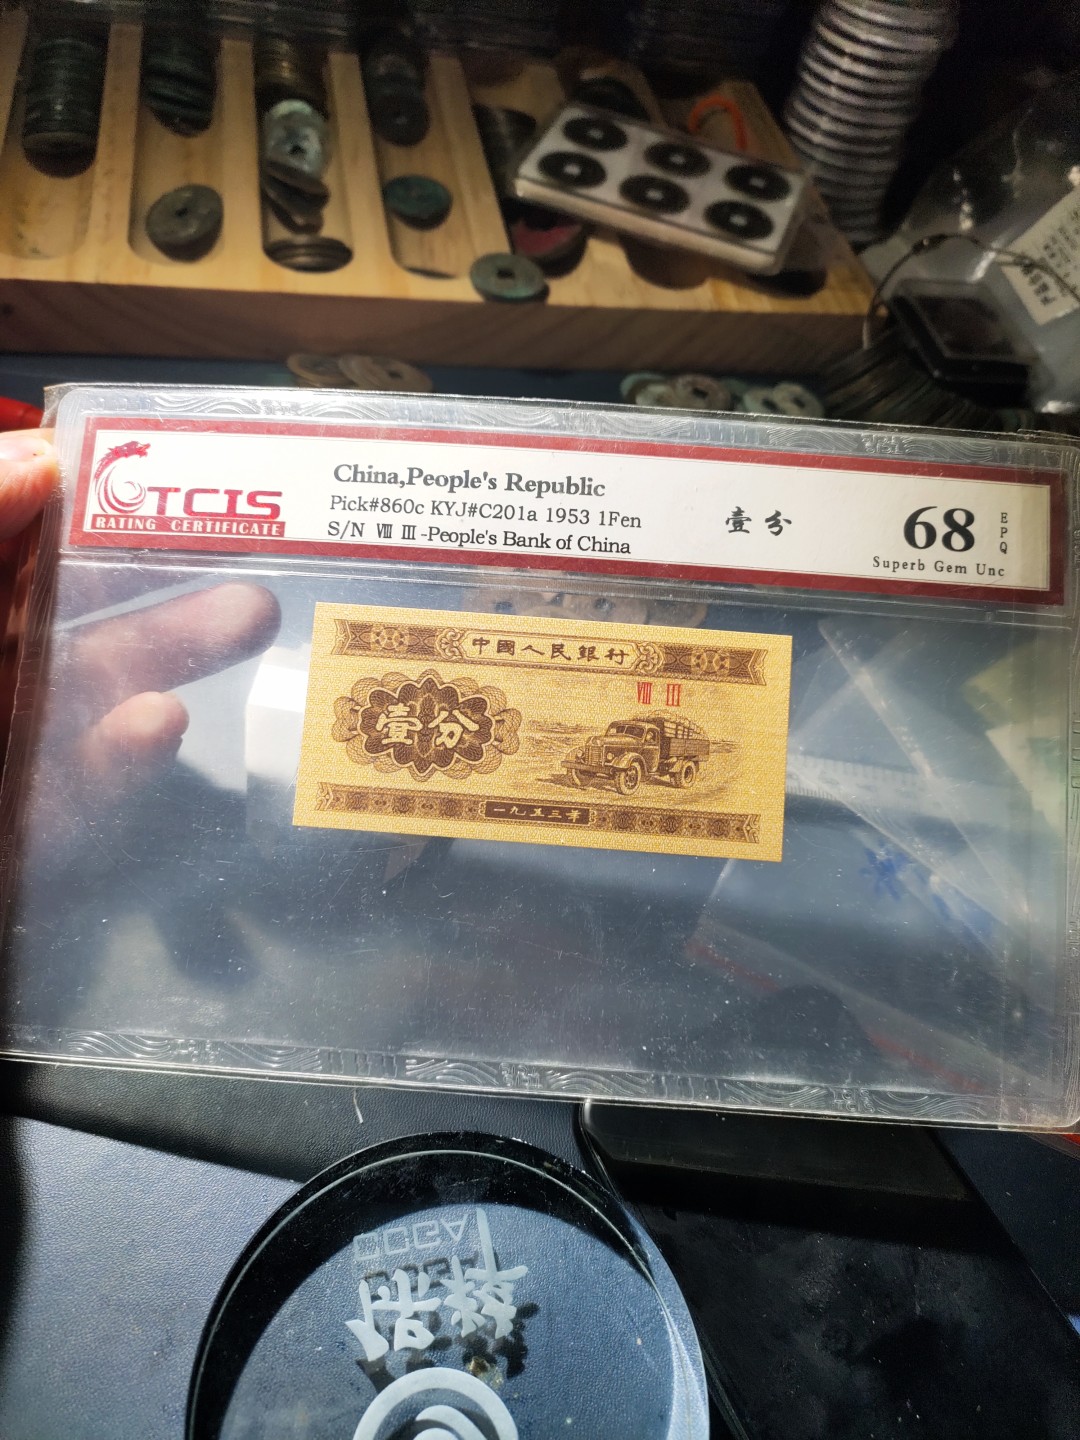 TCIS
RATING CERTIFICATE
China,People's Republic
Pick#860c KYJ#C201a 1953 1Fen
S/N Ⅷ Ⅲ -People's Bank of China
壹分
68
EPQ
Superb Gem Unc
中國人民銀行
Ⅷ Ⅲ
壹分
一九五三年